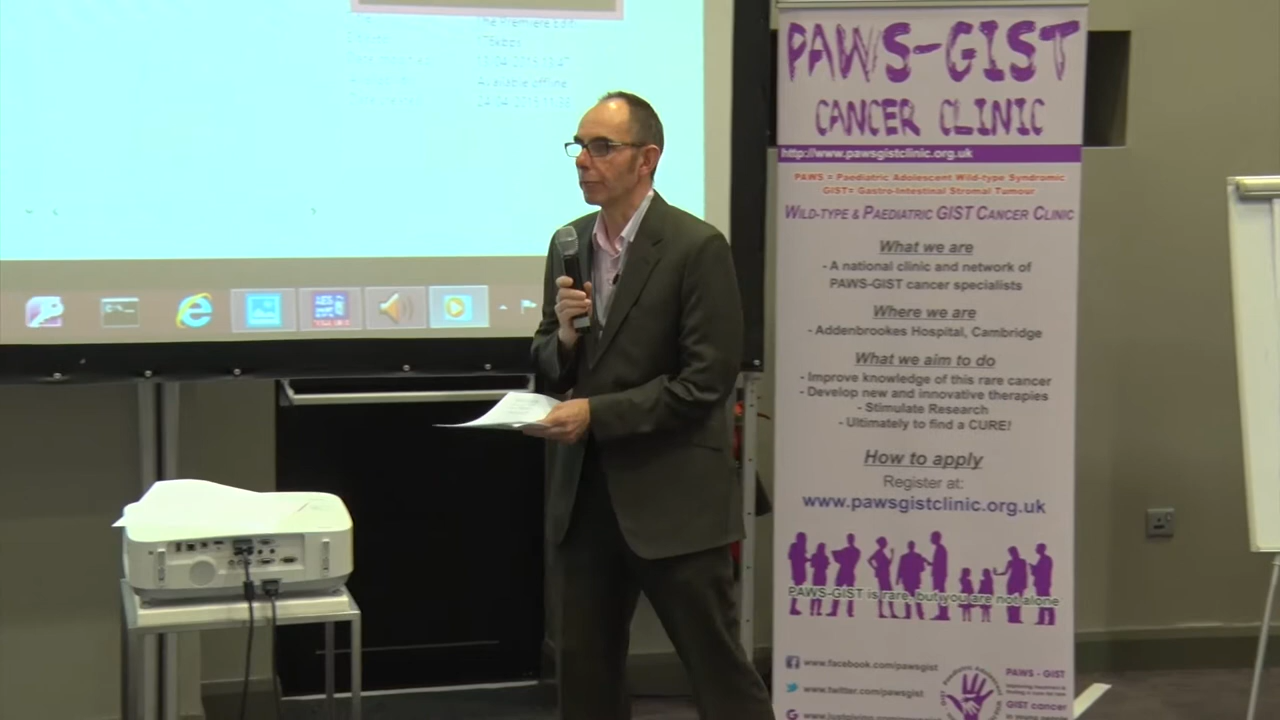 The Premiere
Available offline
PAWS-GIST
CANCER CLINIC
http://www.pawsgistclinic.org.uk
PAWS = Paediatric Adolescent Wild-type Syndromic
GIST= Gastro-Intestinal Stromal Tumour
WILD-TYPE & PAEDIATRIC GIST CANCER CLINIC
What we are
- A national clinic and network of
PAWS-GIST cancer specialists
Where we are
- Addenbrookes Hospital, Cambridge
What we aim to do
- Improve knowledge of this rare cancer
- Develop new and innovative therapies
- Stimulate Research
- Ultimately to find a CURE!
How to apply
Register at:
www.pawsgistclinic.org.uk
PAWS-GIST is rare, but you are not alone
www.facebook.com/pawsgist
www.twitter.com/pawsgist
PAWS - GIST
GIST cancer